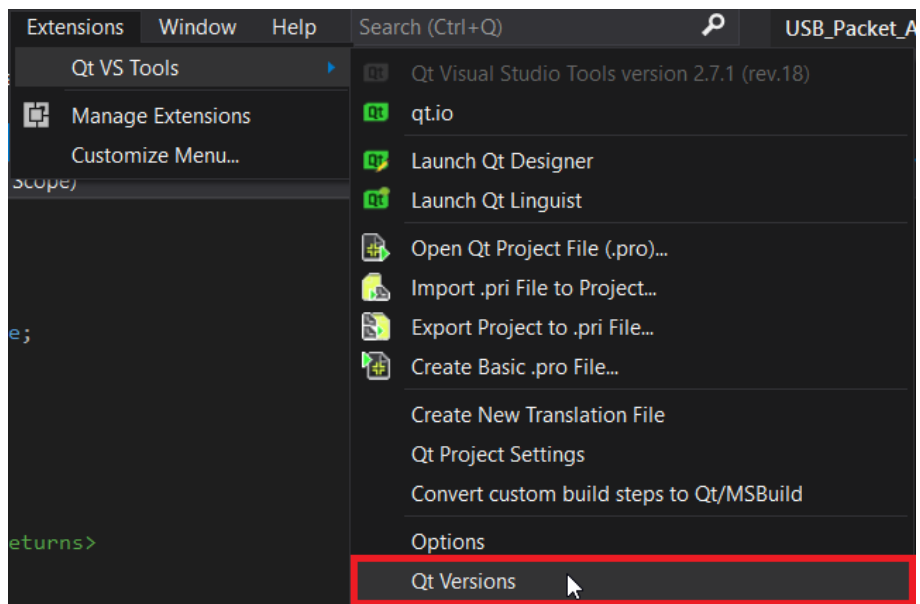 Extensions Window Help Search (Ctrl+Q) USB_Packet_A
Qt VS Tools
Manage Extensions
Customize Menu...
Scope)
e;
eturns>
Qt Visual Studio Tools version 2.7.1 (rev.18)
qt.io
Launch Qt Designer
Launch Qt Linguist
Open Qt Project File (.pro)...
Import .pri File to Project...
Export Project to .pri File...
Create Basic .pro File...
Create New Translation File
Qt Project Settings
Convert custom build steps to Qt/MSBuild
Options
Qt Versions